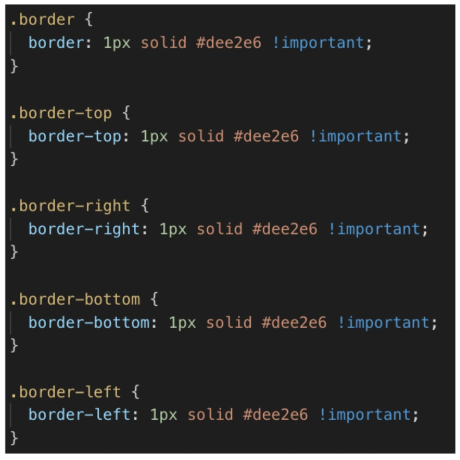 .border {
  border: 1px solid #dee2e6 !important;
}
.border-top {
  border-top: 1px solid #dee2e6 !important;
}
.border-right {
  border-right: 1px solid #dee2e6 !important;
}
.border-bottom {
  border-bottom: 1px solid #dee2e6 !important;
}
.border-left {
  border-left: 1px solid #dee2e6 !important;
}